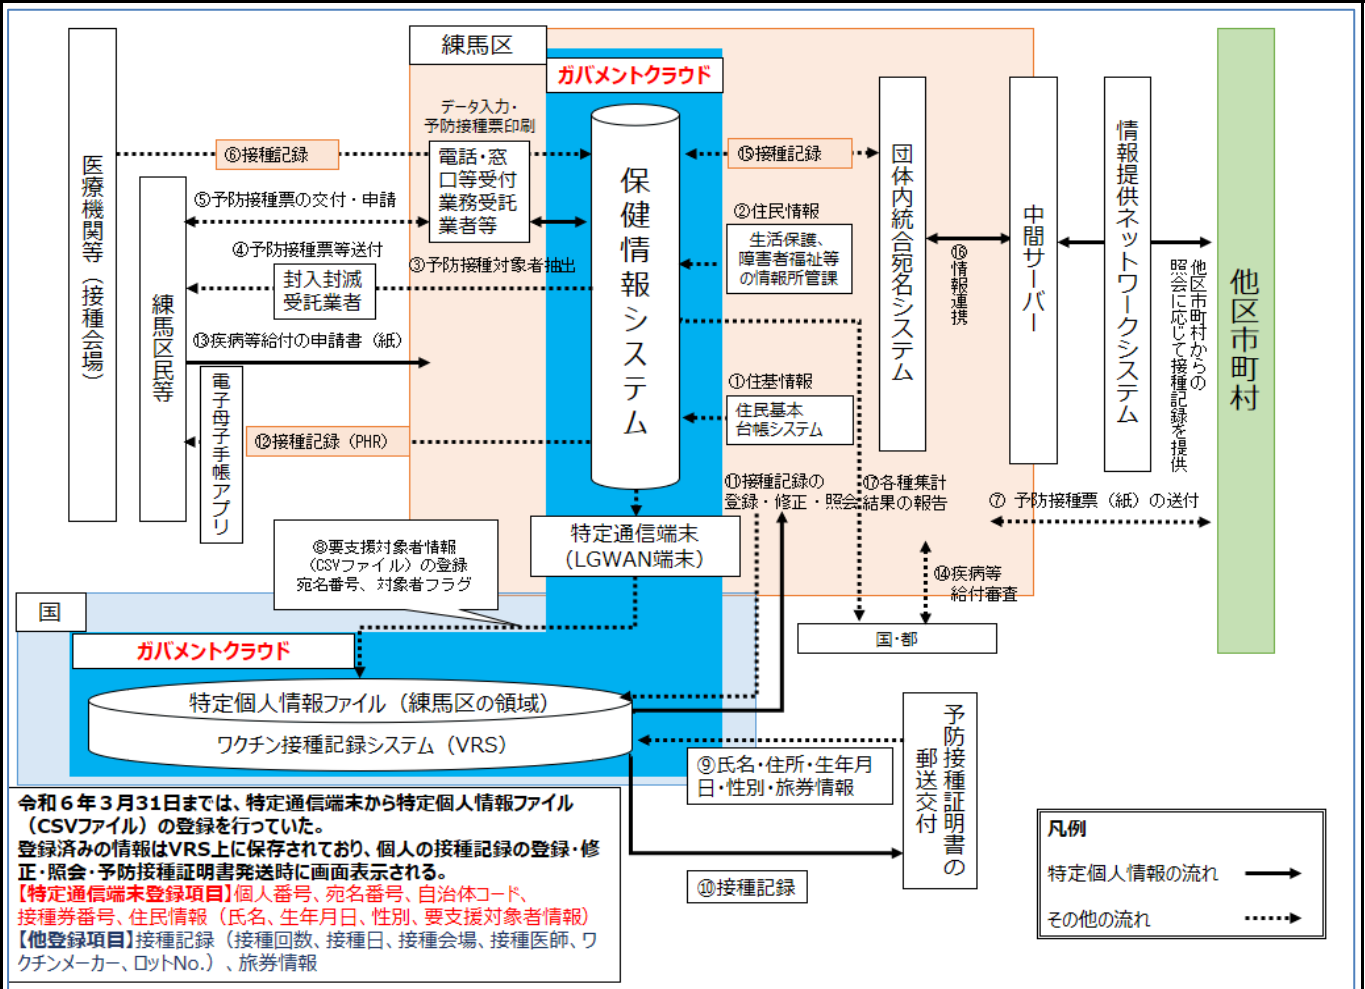 練馬区
ガバメントクラウド
データ入力・
予防接種票印刷
医療機関等（接種会場）
⑥接種記録
電話・窓
口等受付
業務受託
業者等
保健情報システム
⑮接種記録
団体内統合宛名システム
中間サーバー
情報提供ネットワークシステム
他区市町村
練馬区民等
⑤予防接種票の交付・申請
④予防接種票等送付
封入封滅
受託業者
③予防接種対象者抽出
②住民情報
生活保護、
障害者福祉等
の情報所管課
⑯情報連携
他区市町村からの
照会に応じて接種記録を提供
⑬疾病等給付の申請書（紙）
電子母子手帳アプリ
⑫接種記録（PHR）
①住基情報
住民基本
台帳システム
⑪接種記録の
登録・修正・照会
⑰各種集計
結果の報告
⑦ 予防接種票（紙）の送付
特定通信端末
（LGWAN端末）
⑧要支援対象者情報
（CSVファイル）の登録
宛名番号、対象者フラグ
⑭疾病等
給付審査
国・都
国
ガバメントクラウド
特定個人情報ファイル（練馬区の領域）
ワクチン接種記録システム（VRS）
予防接種証明書の
郵送交付
⑨氏名・住所・生年月
日・性別・旅券情報
⑩接種記録
令和６年３月31日までは、特定通信端末から特定個人情報ファイル
（CSVファイル）の登録を行っていた。
登録済みの情報はVRS上に保存されており、個人の接種記録の登録・修
正・照会・予防接種証明書発送時に画面表示される。
【特定通信端末登録項目】個人番号、宛名番号、自治体コード、
接種券番号、住民情報（氏名、生年月日、性別、要支援対象者情報）
【他登録項目】接種記録（接種回数、接種日、接種会場、接種医師、ワ
クチンメーカー、ロットNo.）、旅券情報
凡例
特定個人情報の流れ
その他の流れ